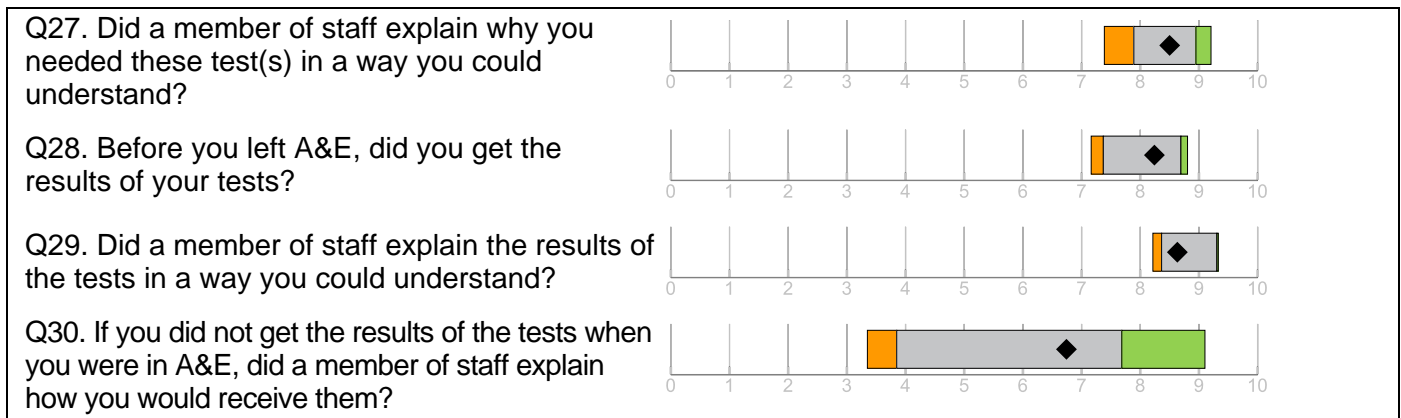 Q27. Did a member of staff explain why you
needed these test(s) in a way you could
understand?
0 1 2 3 4 5 6 7 8 9 10
Q28. Before you left A&E, did you get the
results of your tests?
0 1 2 3 4 5 6 7 8 9 10
Q29. Did a member of staff explain the results of
the tests in a way you could understand?
0 1 2 3 4 5 6 7 8 9 10
Q30. If you did not get the results of the tests when
you were in A&E, did a member of staff explain
how you would receive them?
0 1 2 3 4 5 6 7 8 9 10